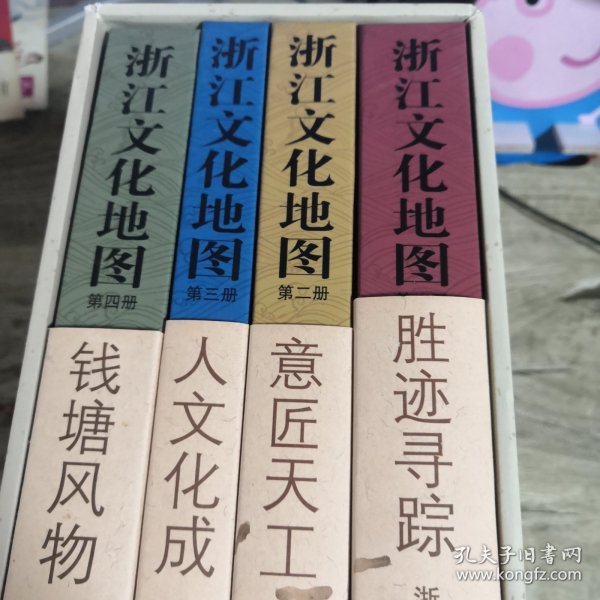 浙江文化地图
第四册
钱塘风物
浙江文化地图
第三册
人文化成
浙江文化地图
第二册
意匠天工
浙江文化地图
胜迹寻踪
浙
孔夫子旧书网
www.kongfz.com